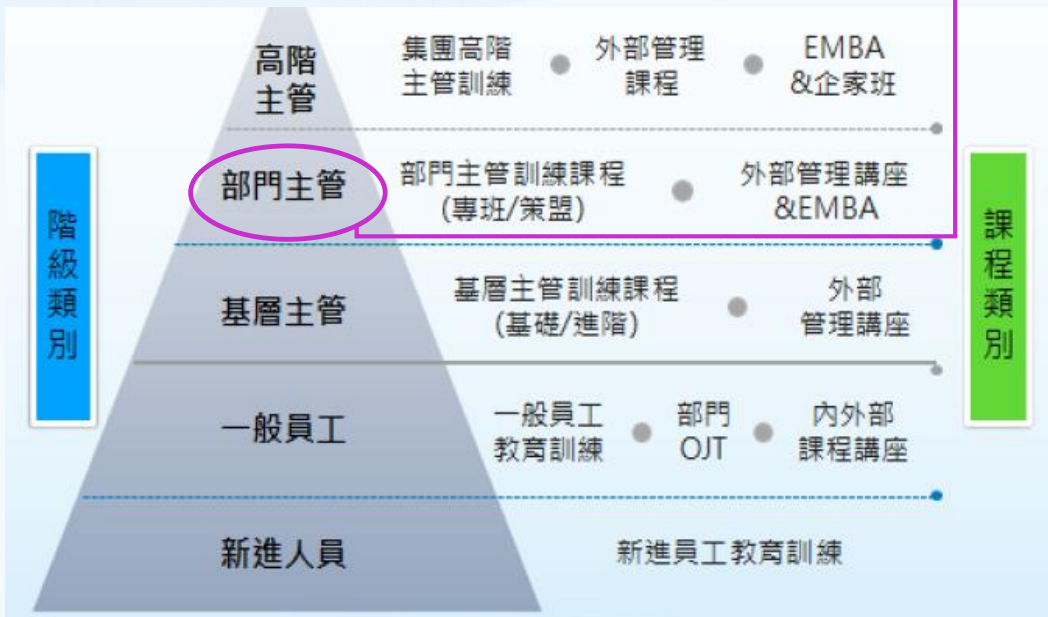 高階
主管
集團高階
主管訓練
外部管理
課程
EMBA
&企家班
部門主管
部門主管訓練課程
(專班/策盟)
外部管理講座
&EMBA
階級類別
課程類別
基層主管
基層主管訓練課程
(基礎/進階)
外部
管理講座
一般員工
一般員工
教育訓練
部門
OJT
內外部
課程講座
新進人員
新進員工教育訓練